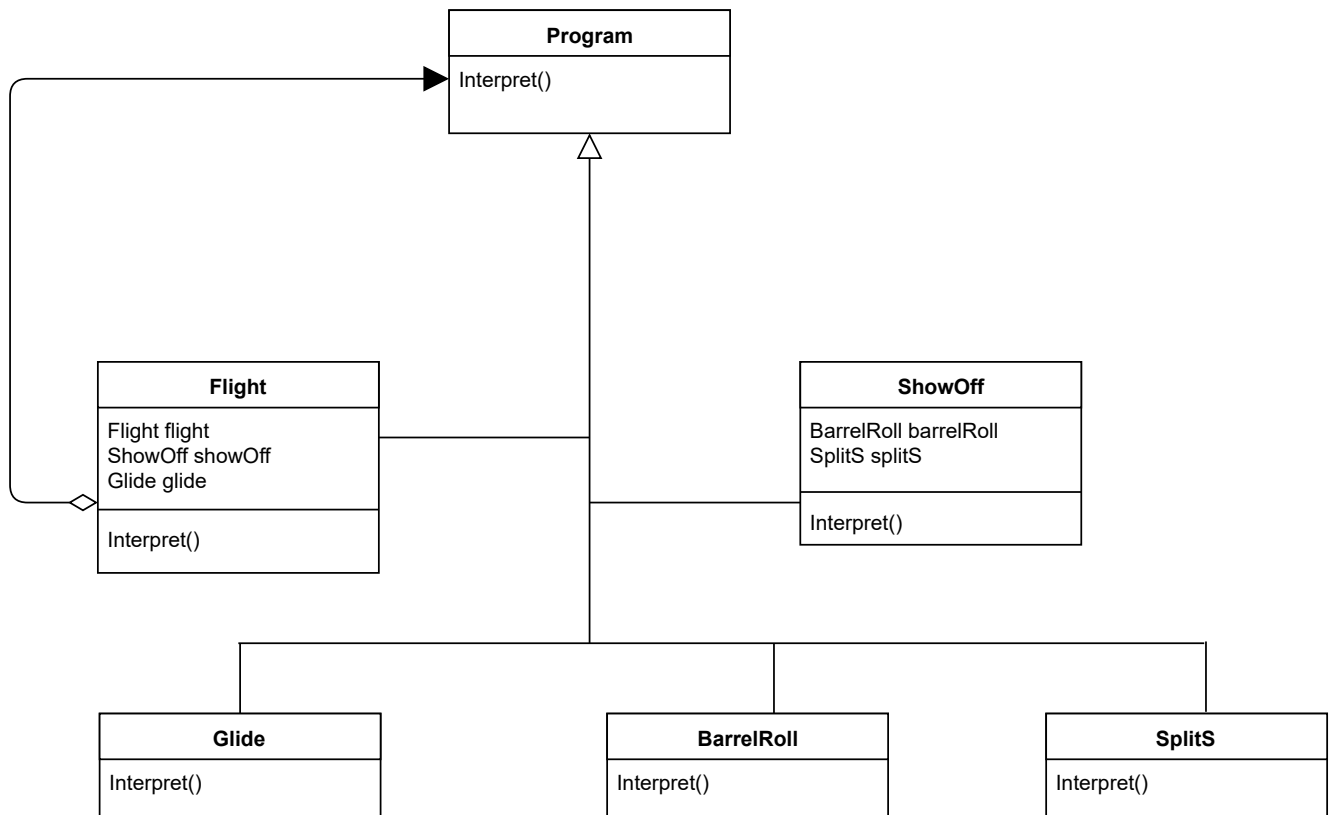 Program
Interpret()
Flight
Flight flight
ShowOff showOff
Glide glide
Interpret()
ShowOff
BarrelRoll barrelRoll
SplitS splitS
Interpret()
Glide
Interpret()
BarrelRoll
Interpret()
SplitS
Interpret()